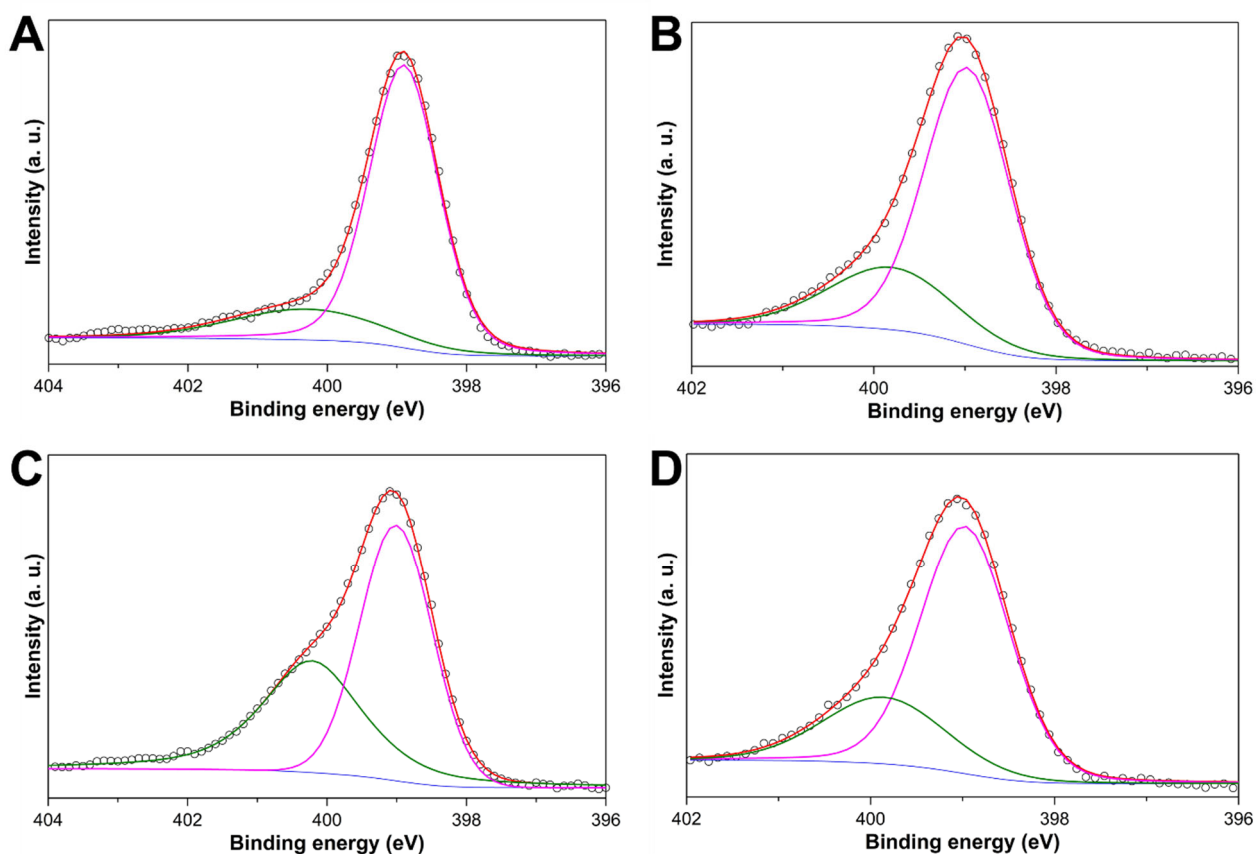 A
Intensity (a. u.)
404 402 400 398 396
Binding energy (eV)
B
Intensity (a. u.)
402 400 398 396
Binding energy (eV)
C
Intensity (a. u.)
404 402 400 398 396
Binding energy (eV)
D
Intensity (a. u.)
402 400 398 396
Binding energy (eV)